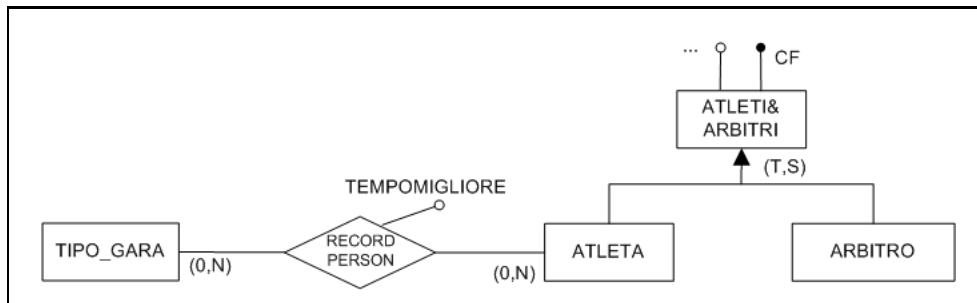 ... CF
ATLETI&
ARBITRI
(T,S)
TEMPOMIGLIORE
TIPO_GARA
(0,N)
RECORD
PERSON
(0,N)
ATLETA
ARBITRO